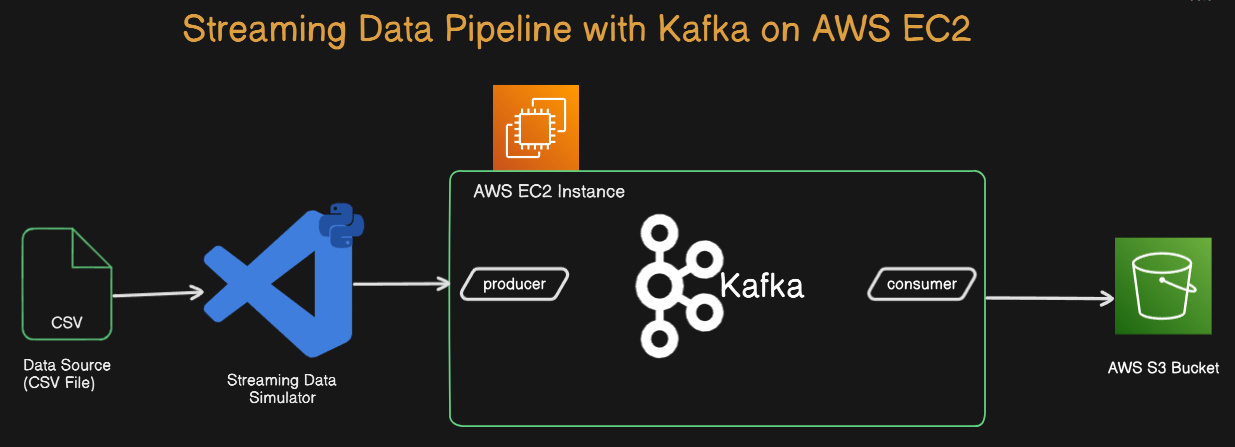 Streaming Data Pipeline with Kafka on AWS EC2
AWS EC2 Instance
producer
Kafka
consumer
CSV
Data Source
(CSV File)
Streaming Data
Simulator
AWS S3 Bucket